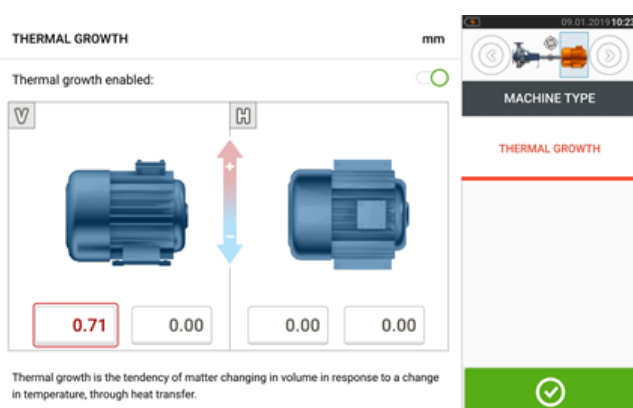 THERMAL GROWTH mm
Thermal growth enabled:
V H
+
-
0.71 0.00 0.00 0.00
Thermal growth is the tendency of matter changing in volume in response to a change
in temperature, through heat transfer.
09.01.2019 10:23
MACHINE TYPE
THERMAL GROWTH